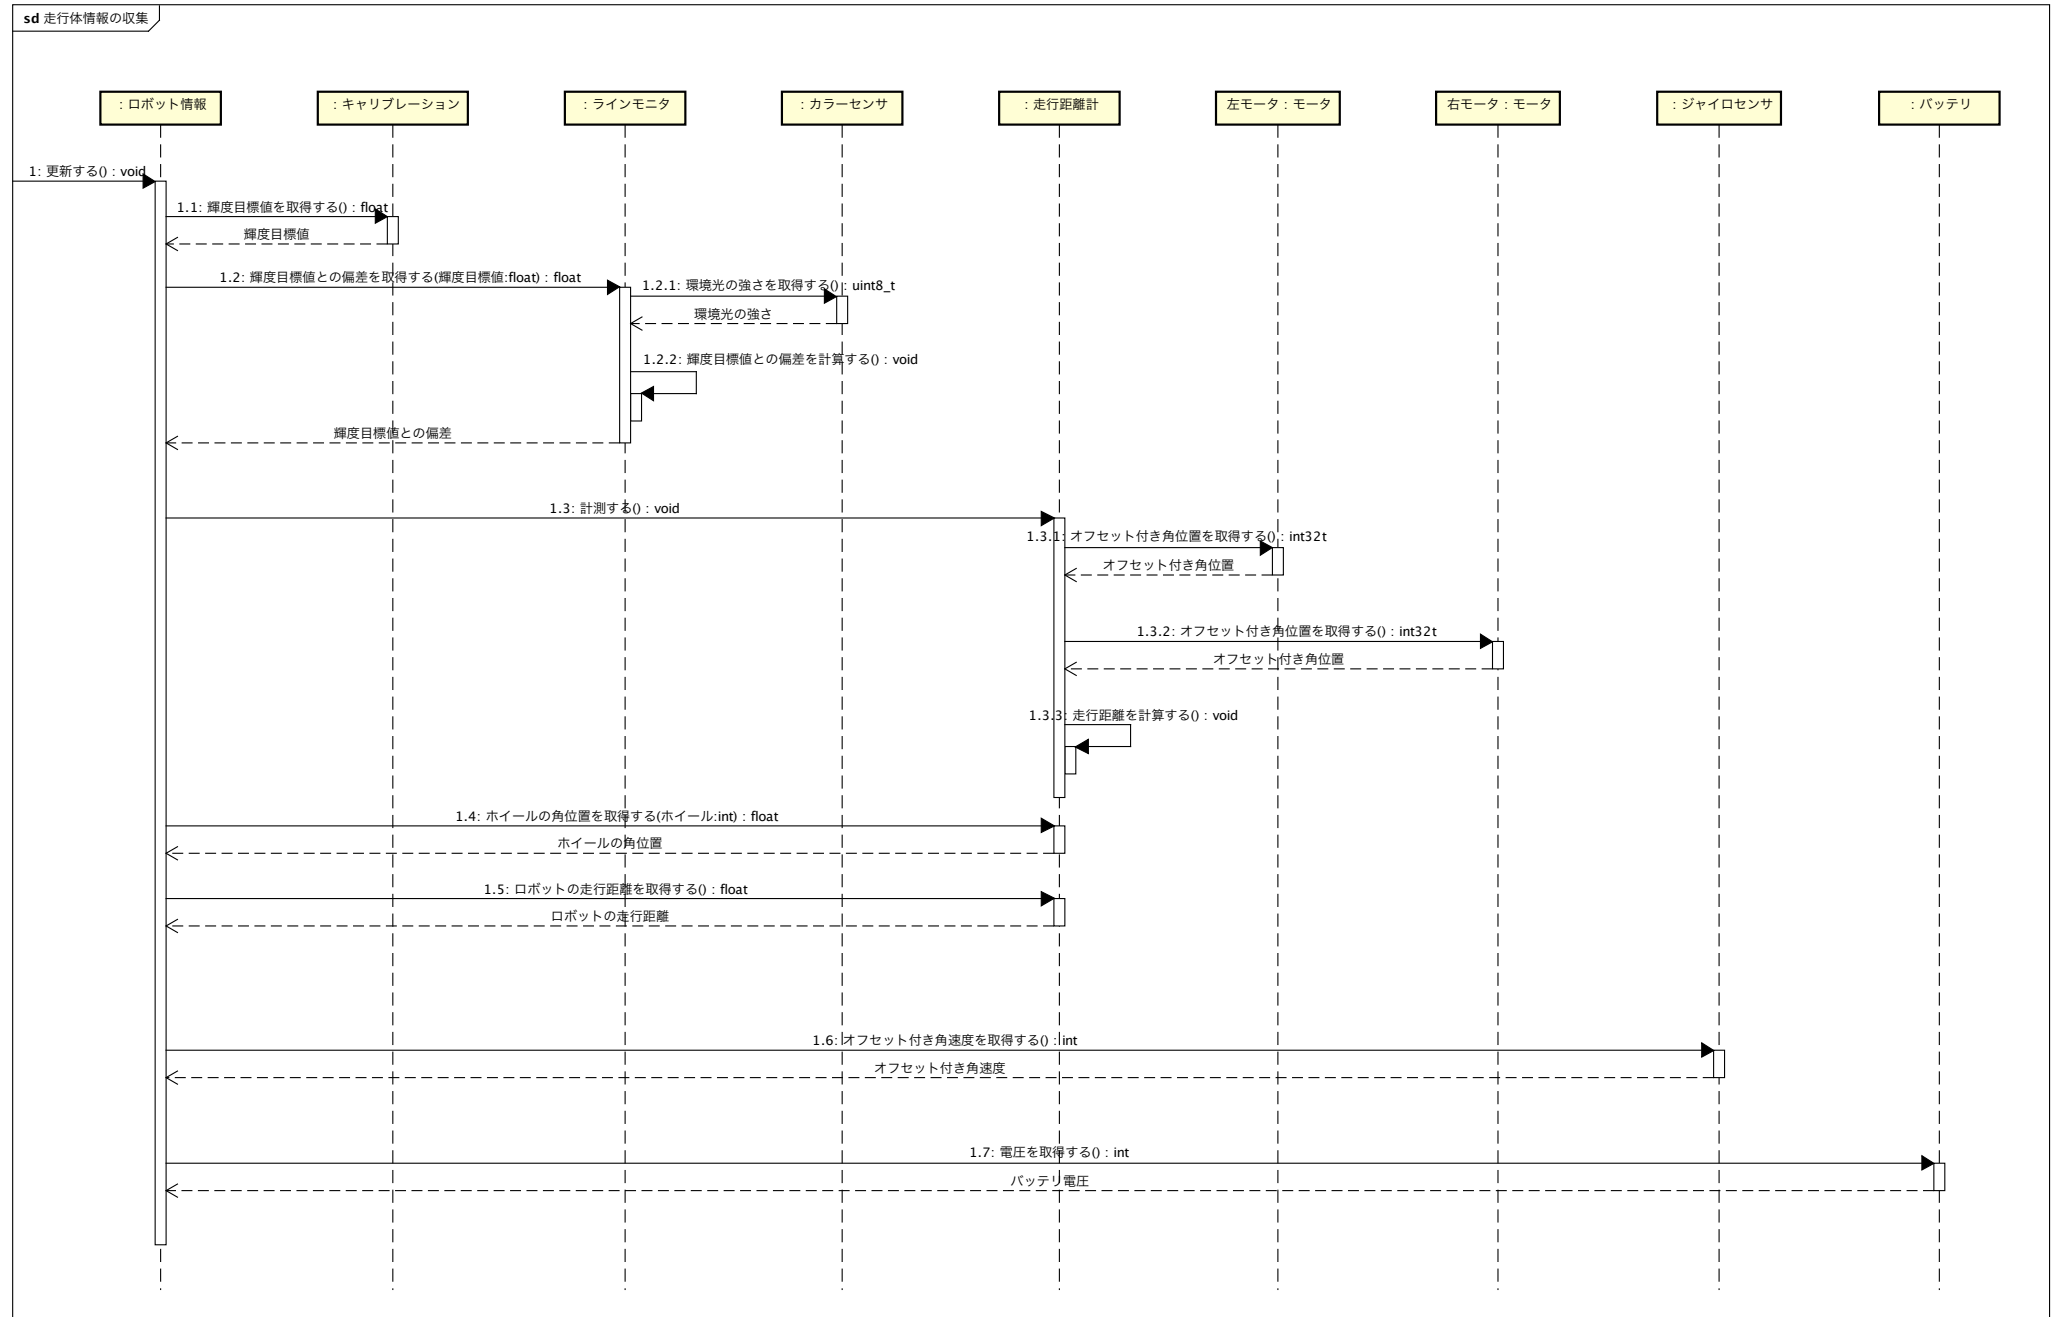 sd 走行体情報の収集
: ロボット情報
: キャリブレーション
: ラインモニタ
: カラーセンサ
: 走行距離計
左モータ : モータ
右モータ : モータ
: ジャイロセンサ
: バッテリ
1: 更新する() : void
1.1: 輝度目標値を取得する() : float
輝度目標値
1.2: 輝度目標値との偏差を取得する(輝度目標値:float) : float
1.2.1: 環境光の強さを取得する() : uint8_t
環境光の強さ
1.2.2: 輝度目標値との偏差を計算する() : void
輝度目標値との偏差
1.3: 計測する() : void
1.3.1: オフセット付き角位置を取得する() : int32t
オフセット付き角位置
1.3.2: オフセット付き角位置を取得する() : int32t
オフセット付き角位置
1.3.3: 走行距離を計算する() : void
1.4: ホイールの角位置を取得する(ホイール:int) : float
ホイールの角位置
1.5: ロボットの走行距離を取得する() : float
ロボットの走行距離
1.6: オフセット付き角速度を取得する() : int
オフセット付き角速度
1.7: 電圧を取得する() : int
バッテリ電圧